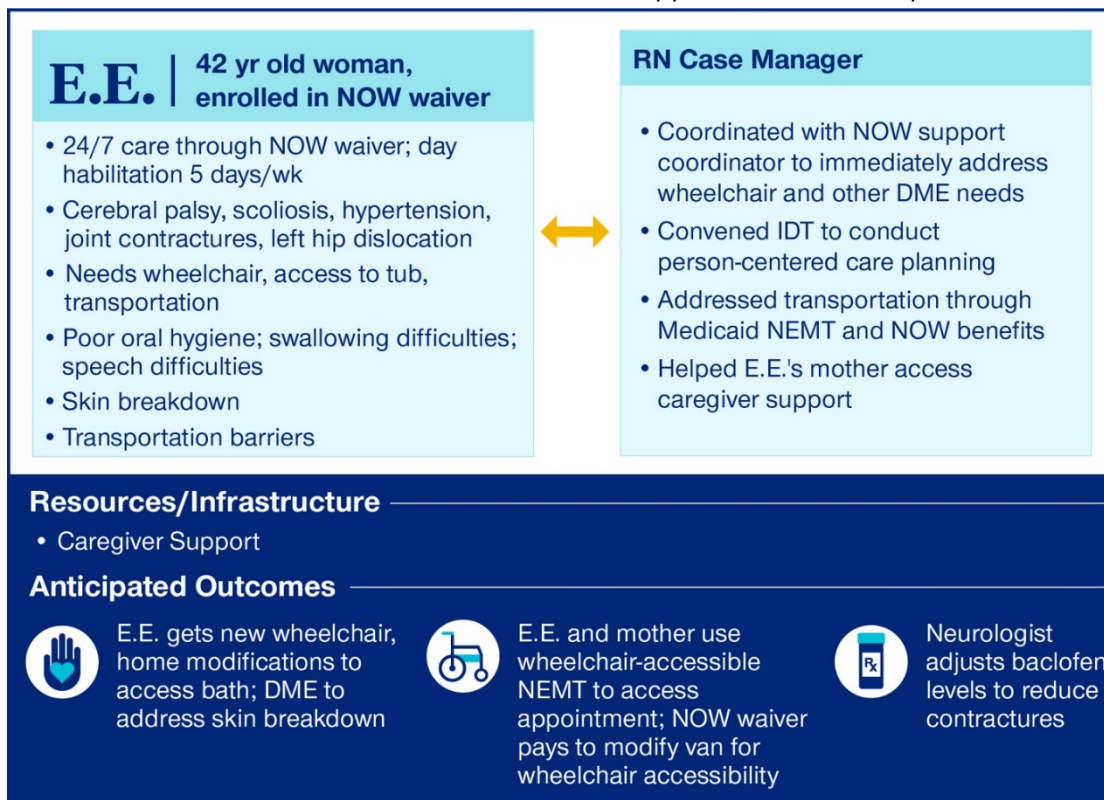 E.E. | 42 yr old woman,
enrolled in NOW waiver
• 24/7 care through NOW waiver; day
habilitation 5 days/wk
• Cerebral palsy, scoliosis, hypertension,
joint contractures, left hip dislocation
• Needs wheelchair, access to tub,
transportation
• Poor oral hygiene; swallowing difficulties;
speech difficulties
• Skin breakdown
• Transportation barriers
RN Case Manager
• Coordinated with NOW support
coordinator to immediately address
wheelchair and other DME needs
• Convened IDT to conduct
person-centered care planning
• Addressed transportation through
Medicaid NEMT and NOW benefits
• Helped E.E.'s mother access
caregiver support
Resources/Infrastructure
• Caregiver Support
Anticipated Outcomes
E.E. gets new wheelchair,
home modifications to
access bath; DME to
address skin breakdown
E.E. and mother use
wheelchair-accessible
NEMT to access
appointment; NOW waiver
pays to modify van for
wheelchair accessibility
Rx
Neurologist
adjusts baclofen
levels to reduce
contractures